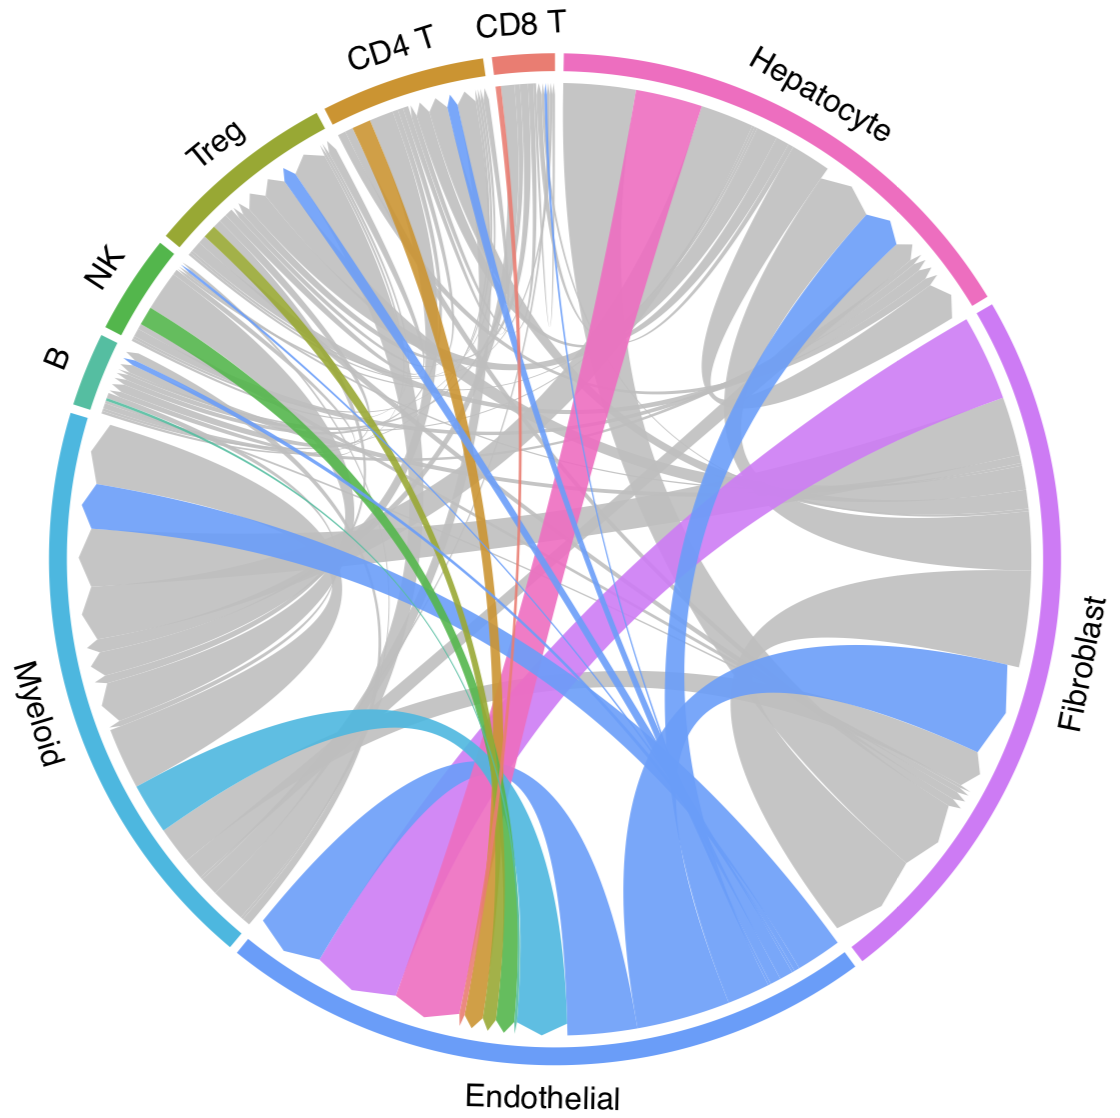 CD8 T
CD4 T
Hepatocyte
Treg
NK
B
Fibroblast
Myeloid
Endothelial